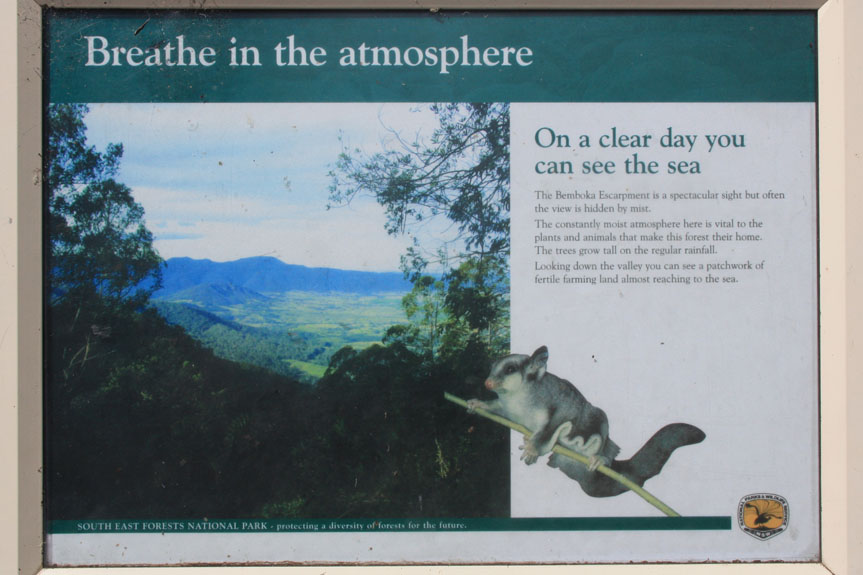 Breathe in the atmosphere
On a clear day you
can see the sea
The Bemboka Escarpment is a spectacular sight but often
the view is hidden by mist.
The constantly moist atmosphere here is vital to the
plants and animals that make this forest their home.
The trees grow tall on the regular rainfall.
Looking down the valley you can see a patchwork of
fertile farming land almost reaching to the sea.
SOUTH EAST FORESTS NATIONAL PARK - protecting a diversity of forests for the future.
NATIONAL PARKS & WILDLIFE SERVICE